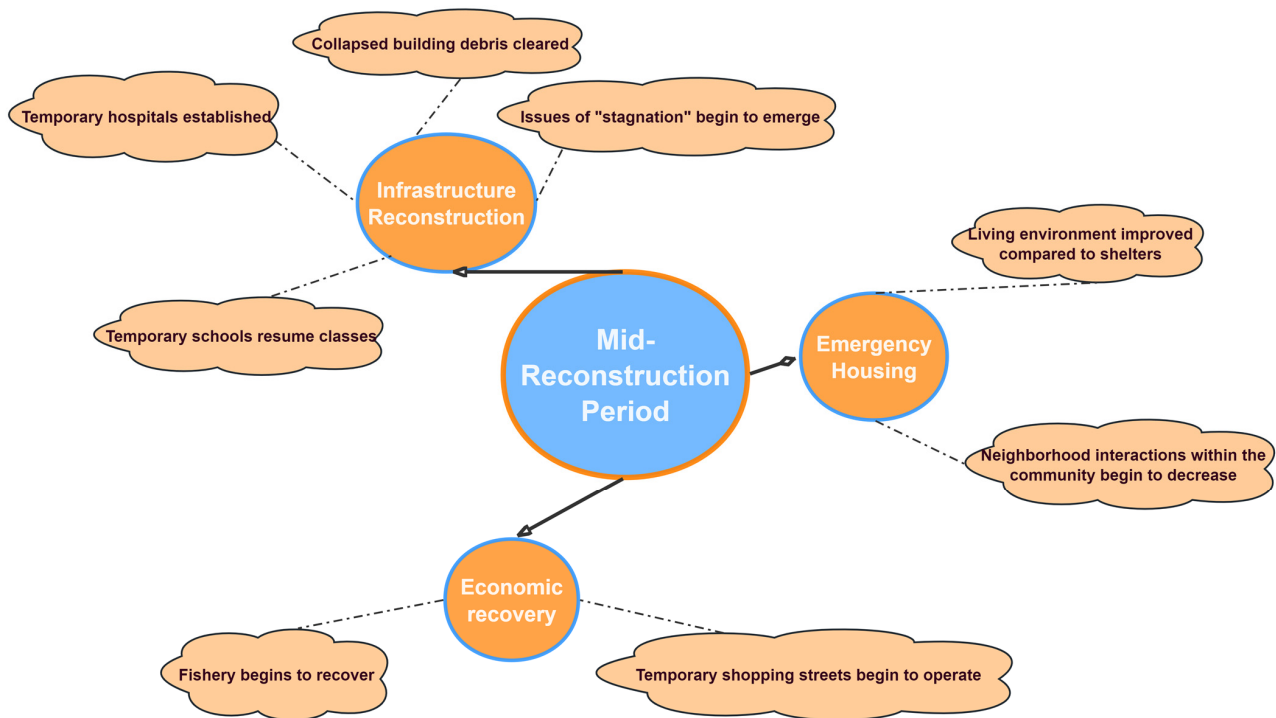 Collapsed building debris cleared
Temporary hospitals established
Issues of "stagnation" begin to emerge
Infrastructure
Reconstruction
Temporary schools resume classes
Mid-
Reconstruction
Period
Living environment improved
compared to shelters
Emergency
Housing
Neighborhood interactions within the
community begin to decrease
Economic
recovery
Fishery begins to recover
Temporary shopping streets begin to operate